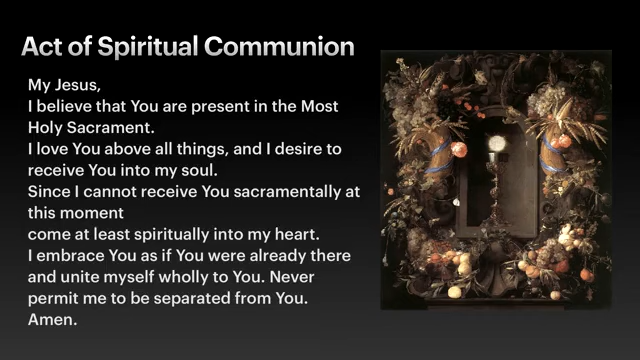 Act of Spiritual Communion
My Jesus,
I believe that You are present in the Most
Holy Sacrament.
I love You above all things, and I desire to
receive You into my soul.
Since I cannot receive You sacramentally at
this moment
come at least spiritually into my heart.
I embrace You as if You were already there
and unite myself wholly to You. Never
permit me to be separated from You.
Amen.